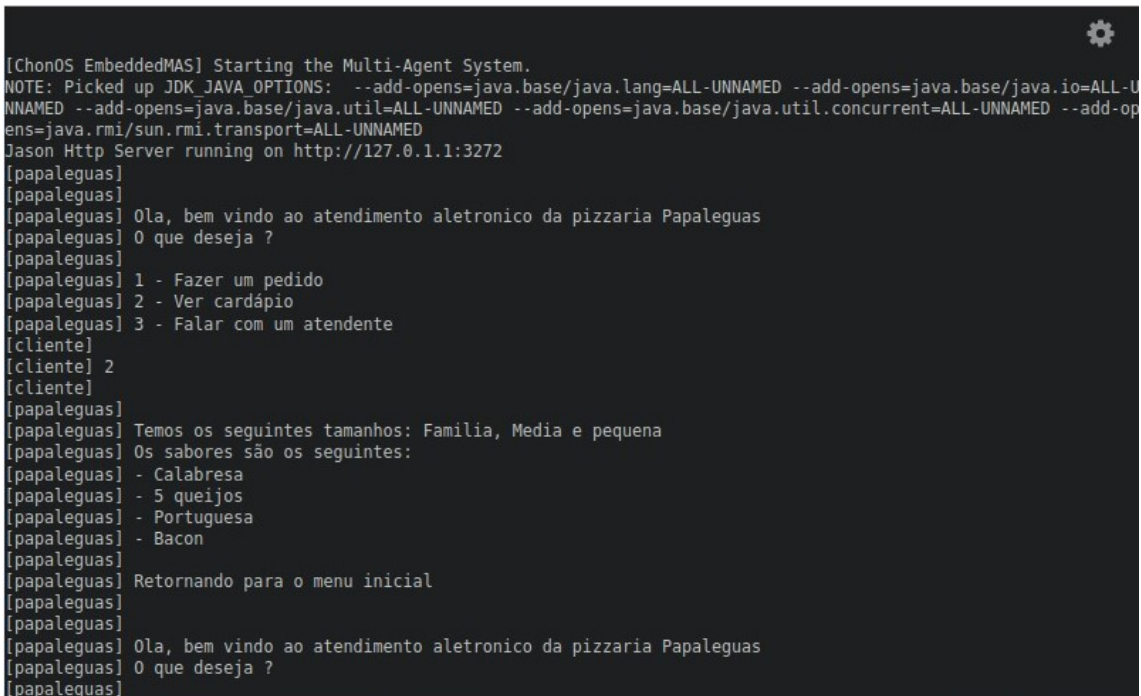 [ChonOS EmbeddedMAS] Starting the Multi-Agent System.
NOTE: Picked up JDK_JAVA_OPTIONS:  --add-opens=java.base/java.lang=ALL-UNNAMED --add-opens=java.base/java.io=ALL-U
NNAMED --add-opens=java.base/java.util=ALL-UNNAMED --add-opens=java.base/java.util.concurrent=ALL-UNNAMED --add-op
ens=java.rmi/sun.rmi.transport=ALL-UNNAMED
Jason Http Server running on http://127.0.1.1:3272
[papaleguas]
[papaleguas]
[papaleguas] Ola, bem vindo ao atendimento aletronico da pizzaria Papaleguas
[papaleguas] O que deseja ?
[papaleguas]
[papaleguas] 1 - Fazer um pedido
[papaleguas] 2 - Ver cardápio
[papaleguas] 3 - Falar com um atendente
[cliente]
[cliente] 2
[cliente]
[papaleguas]
[papaleguas] Temos os seguintes tamanhos: Familia, Media e pequena
[papaleguas] Os sabores são os seguintes:
[papaleguas] - Calabresa
[papaleguas] - 5 queijos
[papaleguas] - Portuguesa
[papaleguas] - Bacon
[papaleguas]
[papaleguas] Retornando para o menu inicial
[papaleguas]
[papaleguas]
[papaleguas] Ola, bem vindo ao atendimento aletronico da pizzaria Papaleguas
[papaleguas] O que deseja ?
[papaleguas]